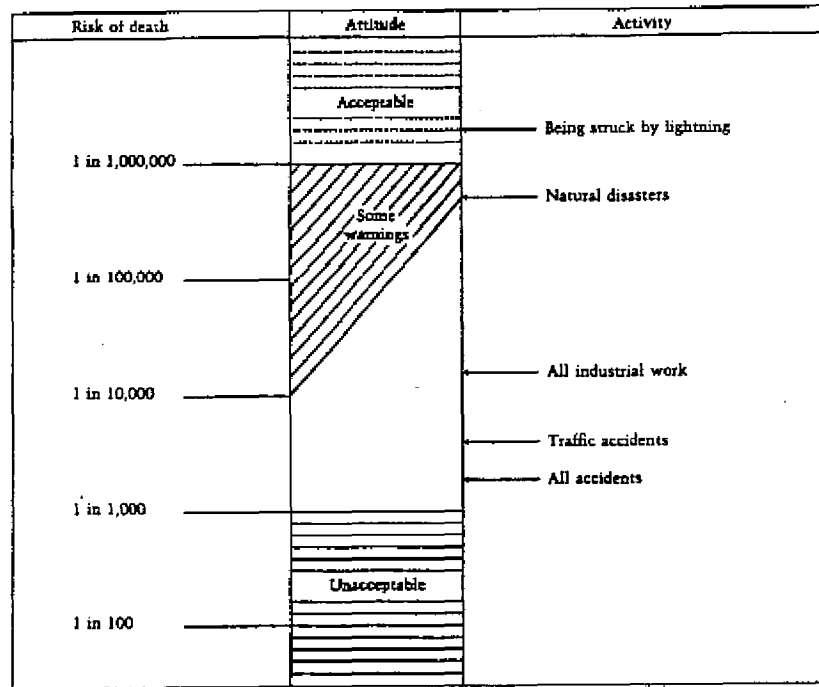 Risk of death Attitude Activity
Acceptable
Being struck by lightning
1 in 1,000,000
Natural disasters
Some
warnings
1 in 100,000
All industrial work
1 in 10,000
Traffic accidents
All accidents
1 in 1,000
Unacceptable
1 in 100